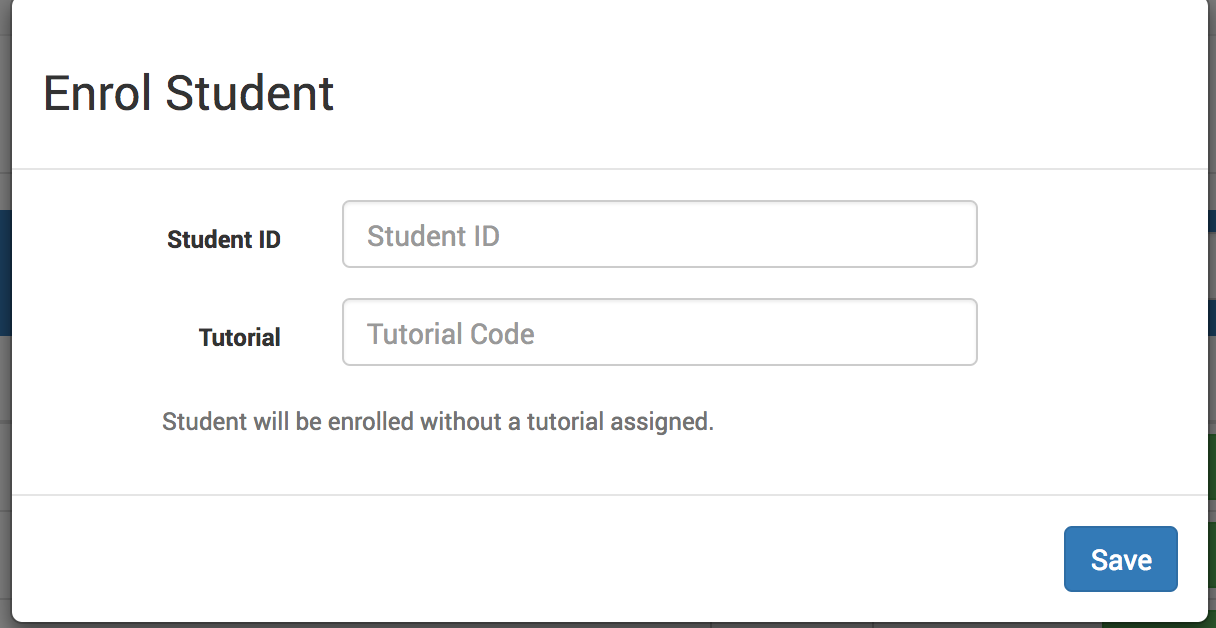 Enrol Student
Student ID
Student ID
Tutorial
Tutorial Code
Student will be enrolled without a tutorial assigned.
Save